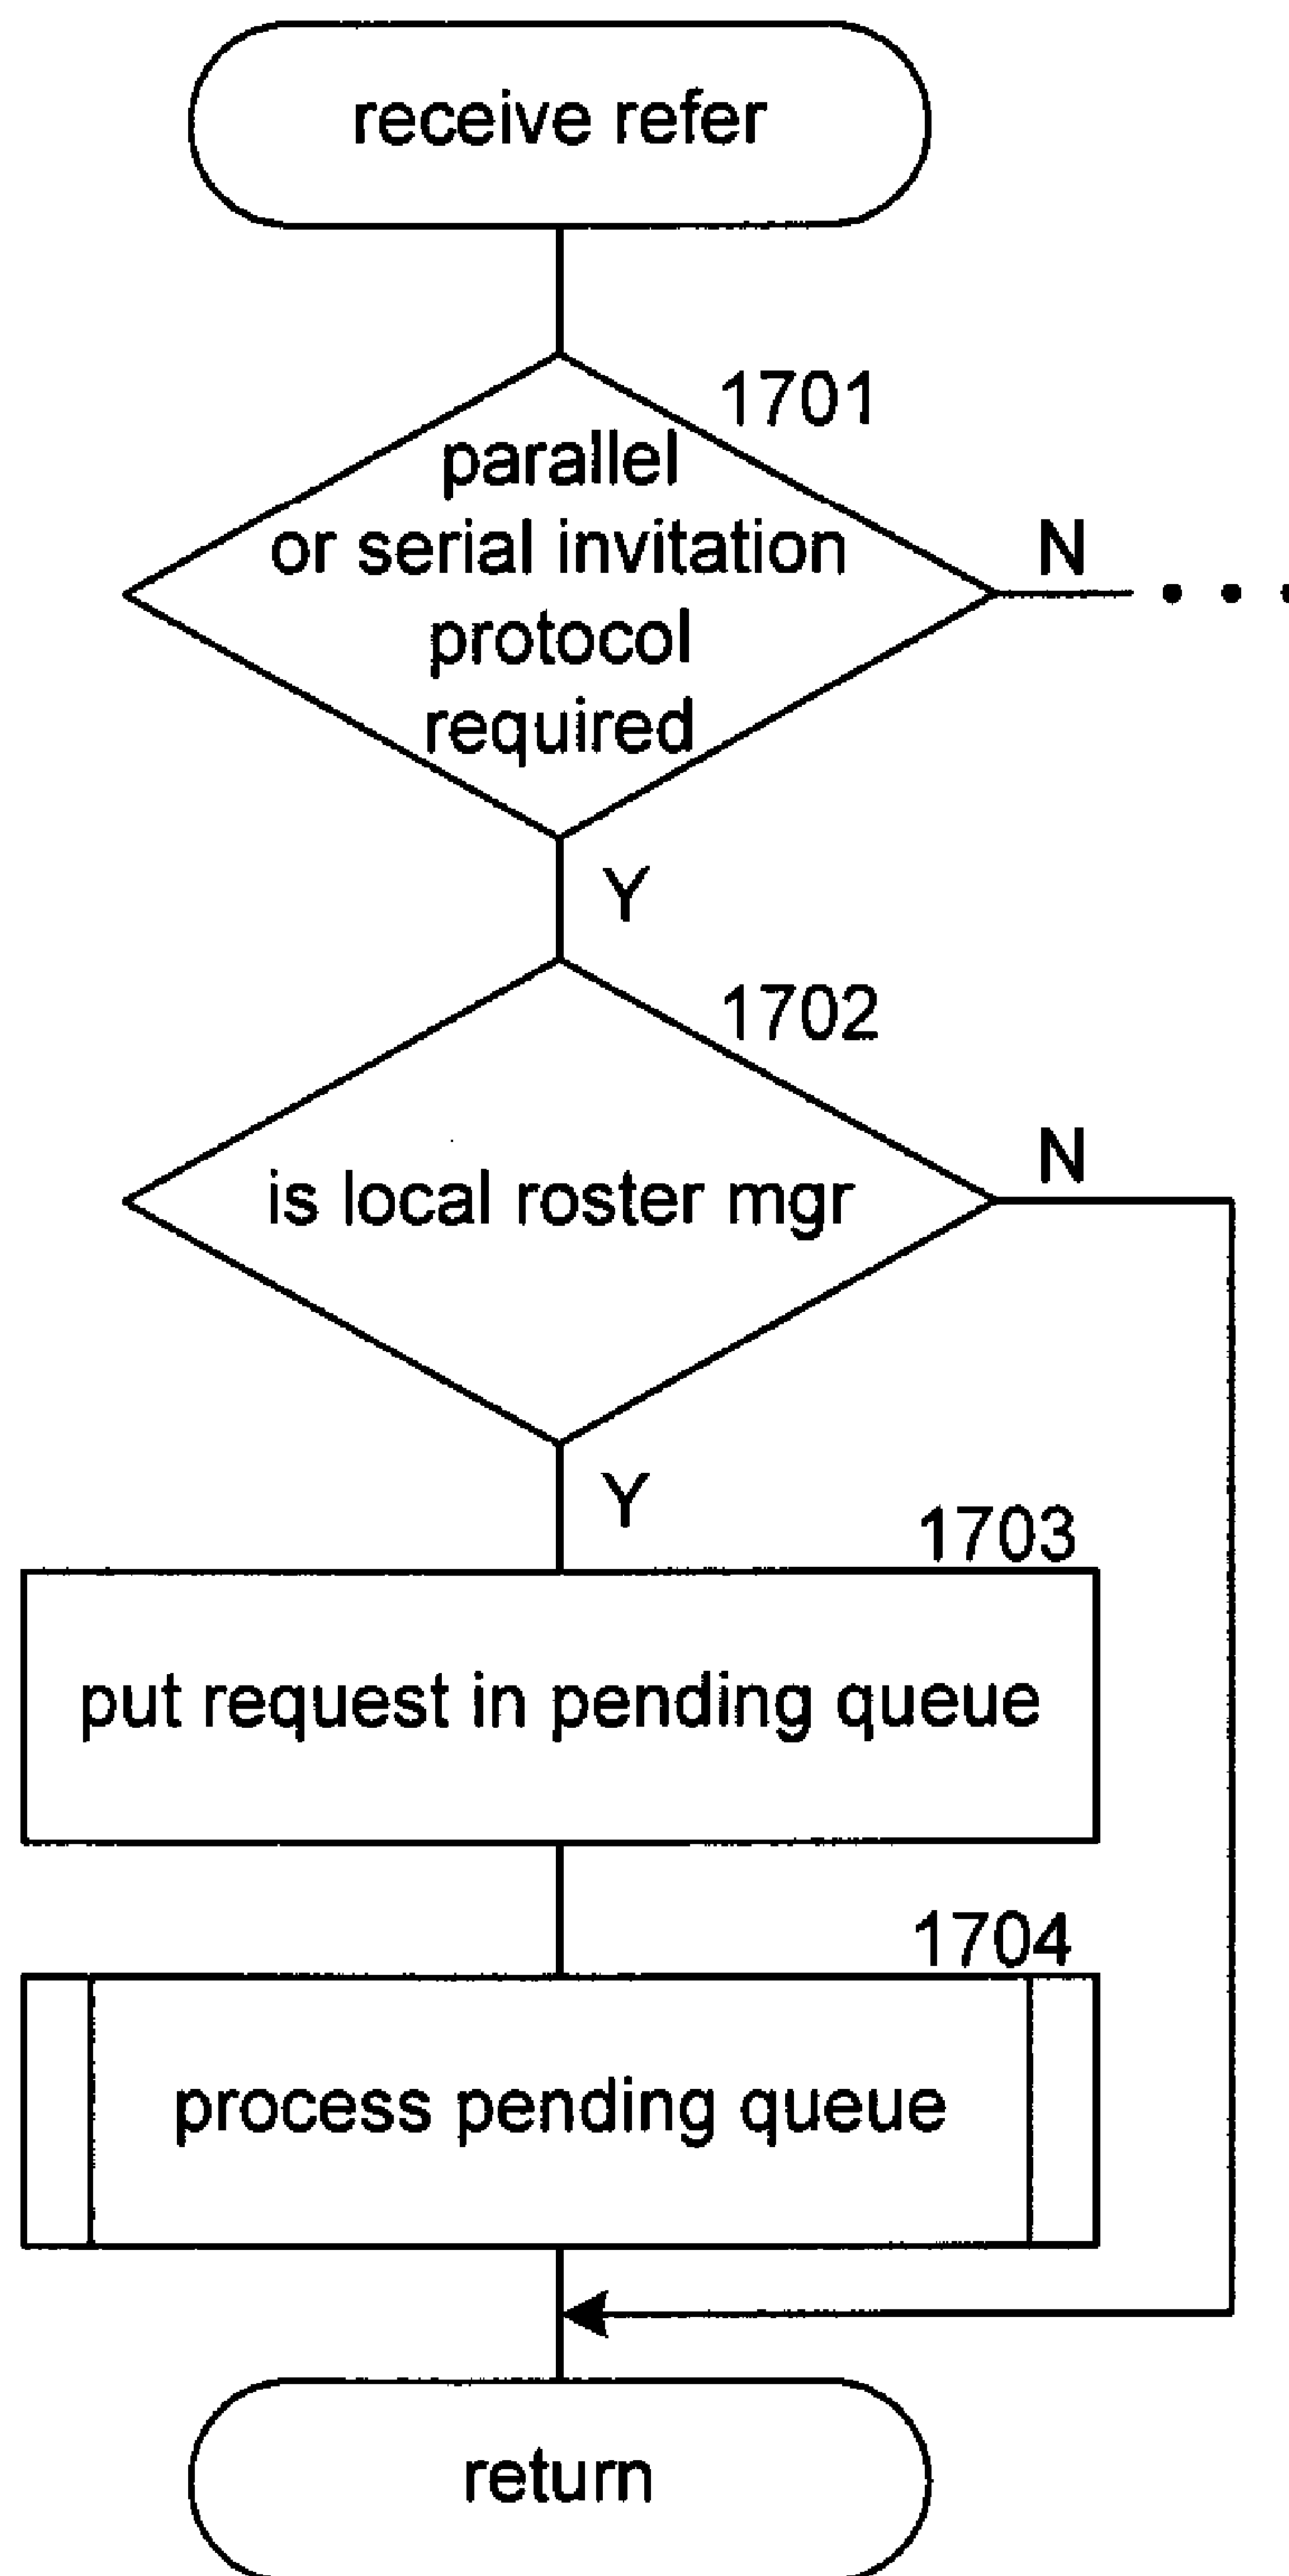 receive refer
1701
parallel
or serial invitation
protocol
required
N
. . .
Y
1702
is local roster mgr
N
Y
1703
put request in pending queue
1704
process pending queue
return